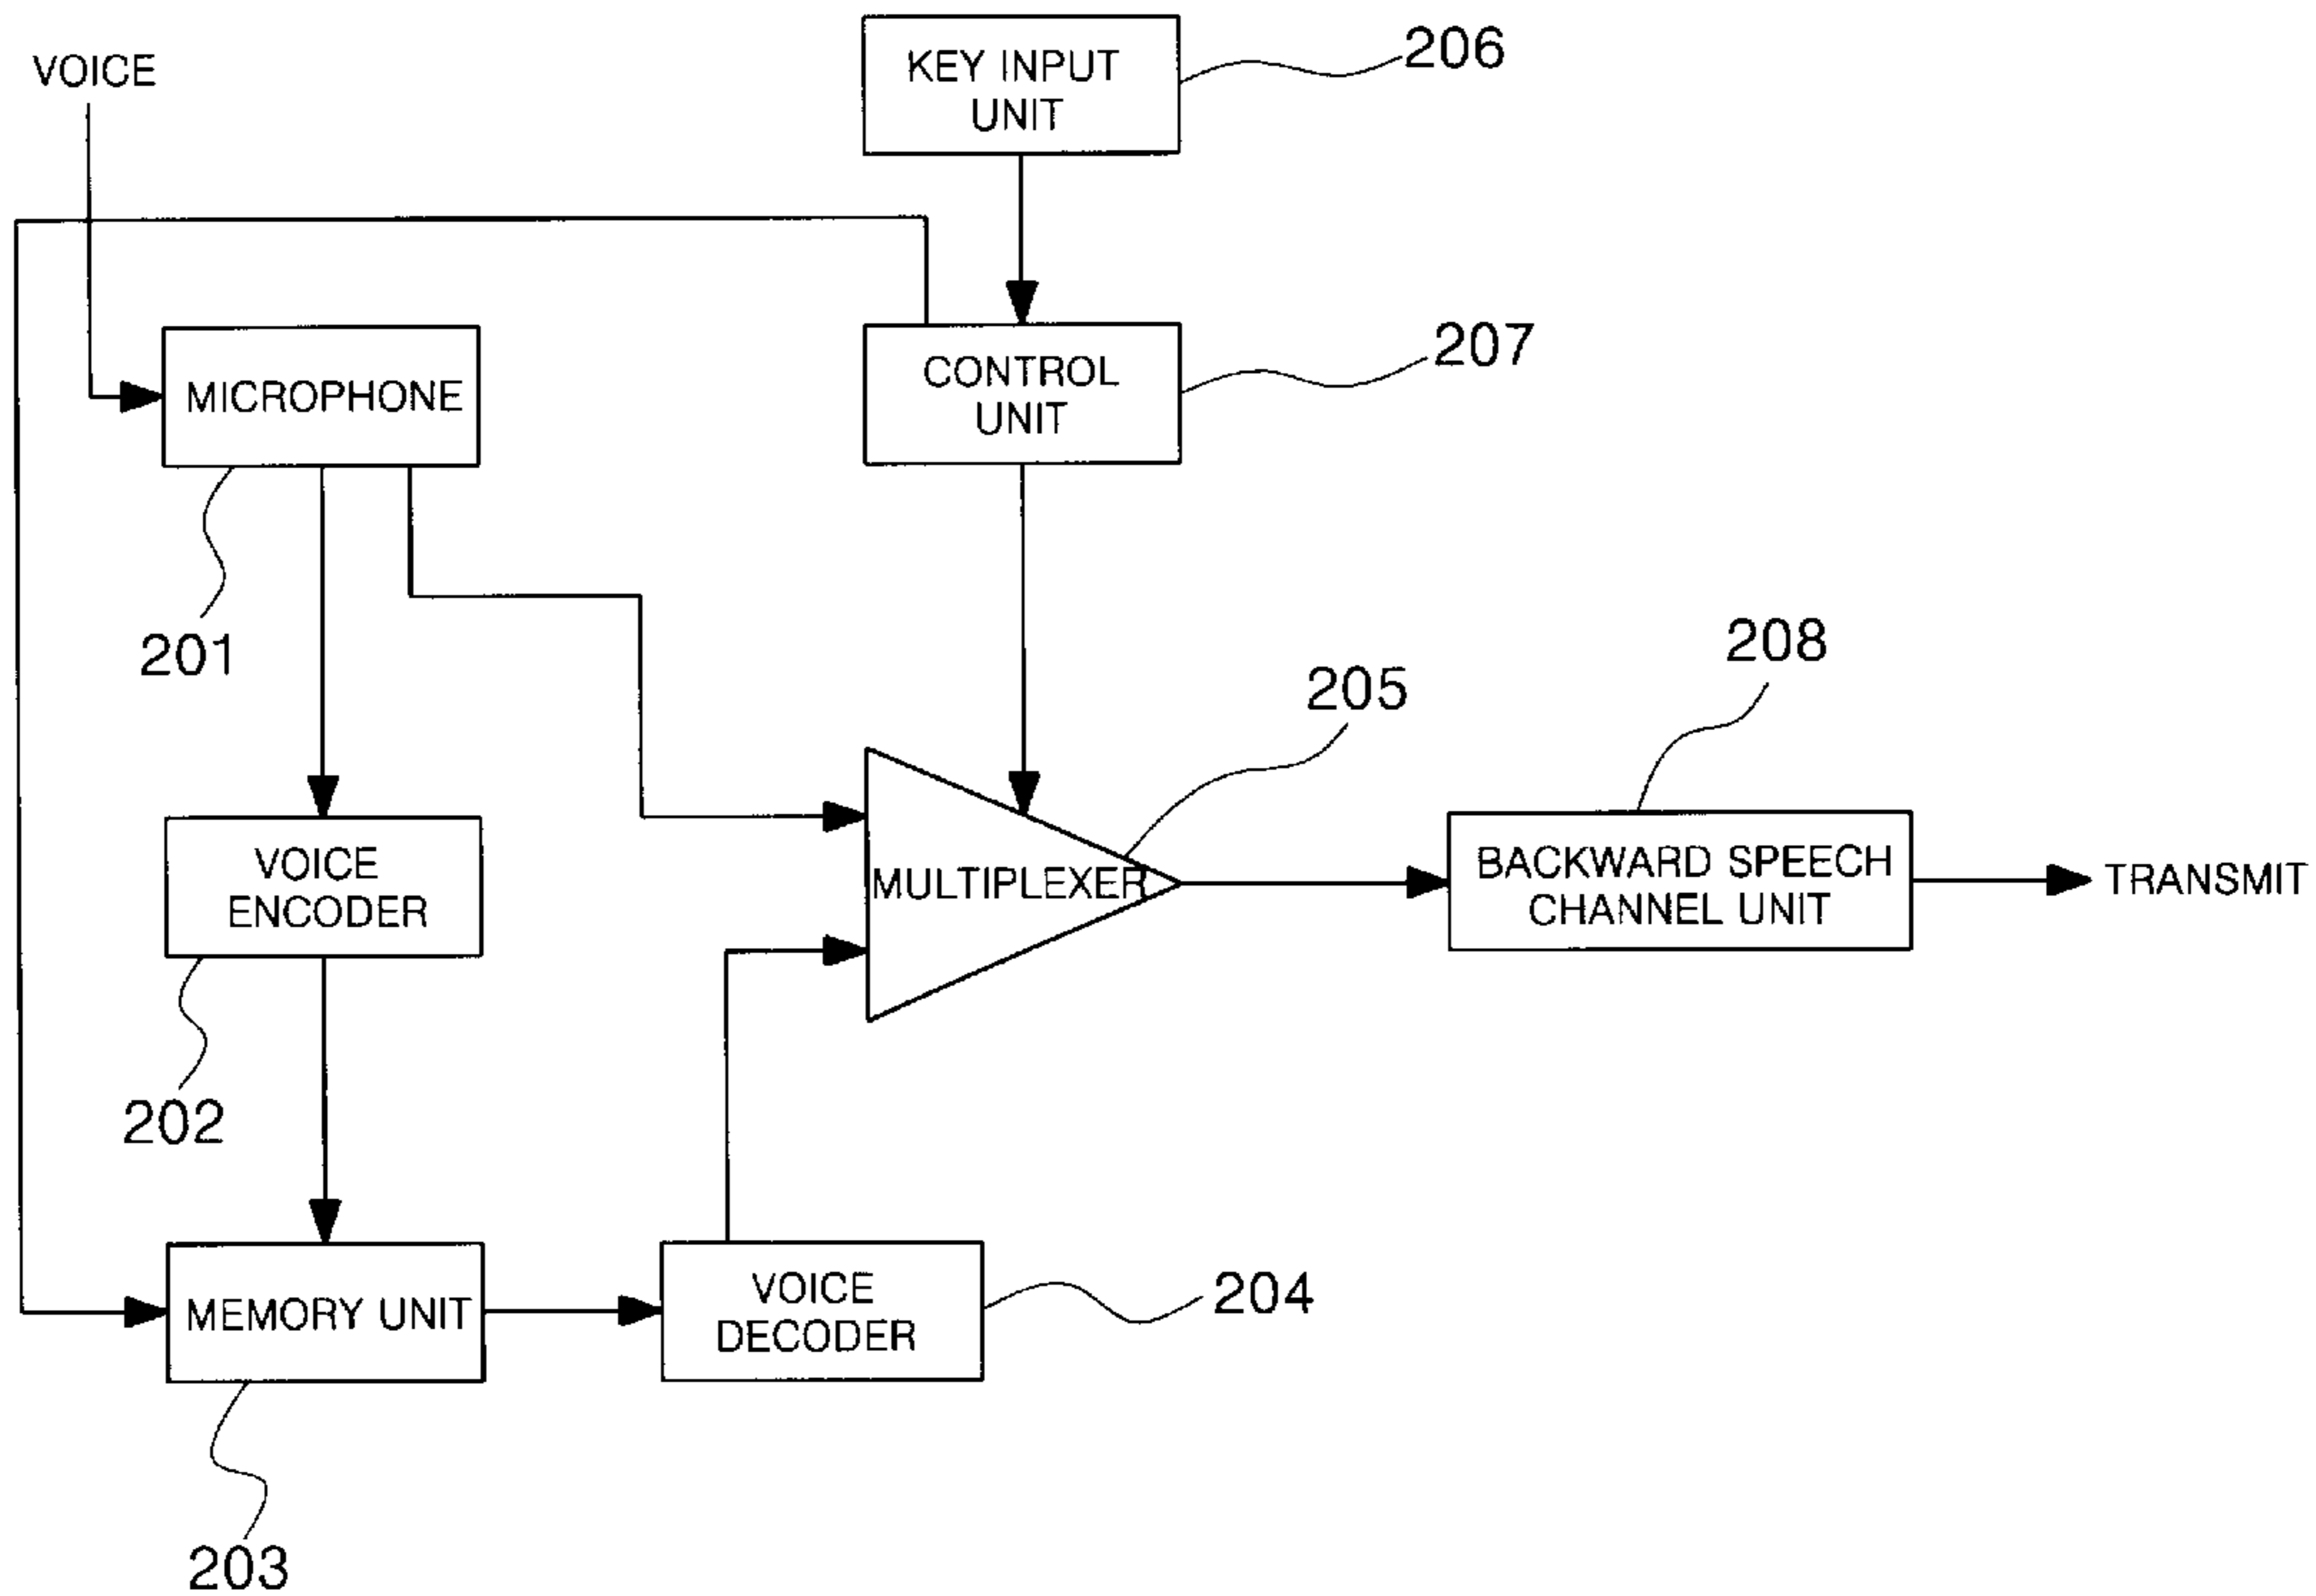 KEY INPUT
UNIT
206
VOICE
CONTROL
UNIT
207
MICROPHONE
201
205
208
VOICE
ENCODER
202
MULTIPLEXER
BACKWARD SPEECH
CHANNEL UNIT
TRANSMIT
MEMORY UNIT
203
VOICE
DECODER
204